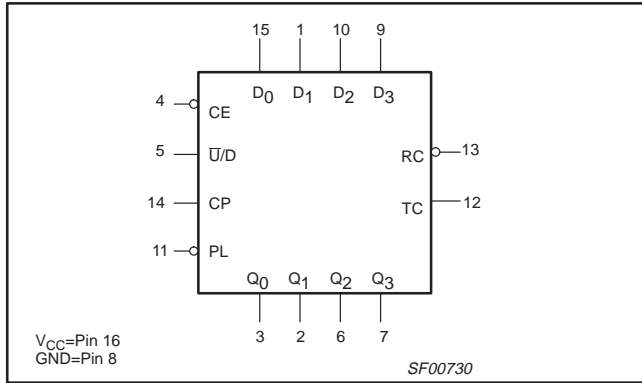 15 1 10 9
D0 D1 D2 D3
4 CE
5 U̅/D RC 13
14 CP TC 12
11 PL
Q0 Q1 Q2 Q3
3 2 6 7
VCC=Pin 16
GND=Pin 8
SF00730